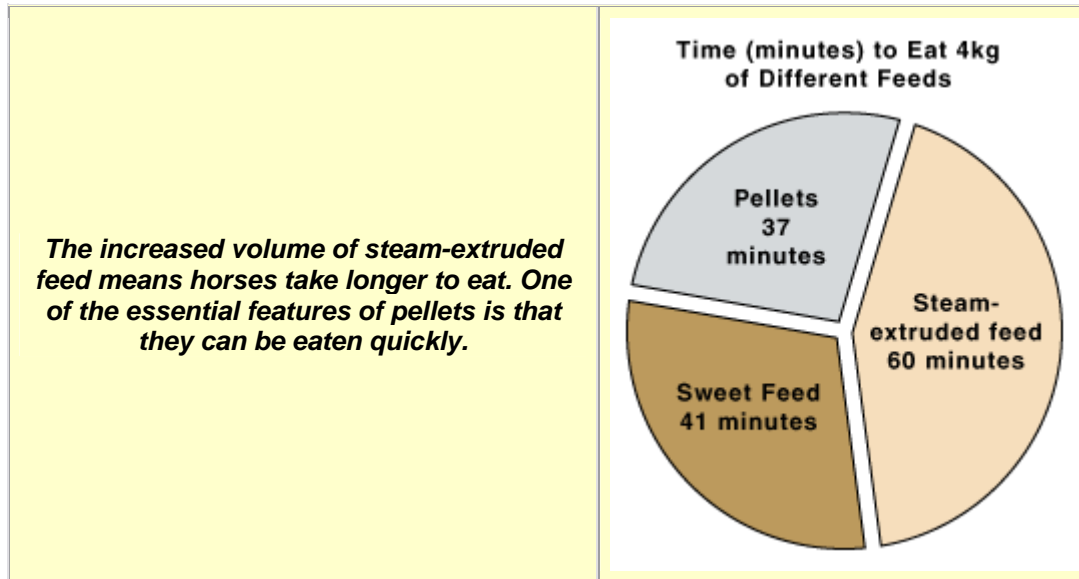 The increased volume of steam-extruded
feed means horses take longer to eat. One
of the essential features of pellets is that
they can be eaten quickly.
Time (minutes) to Eat 4kg
of Different Feeds
Pellets
37
minutes
Steam-
extruded feed
60 minutes
Sweet Feed
41 minutes